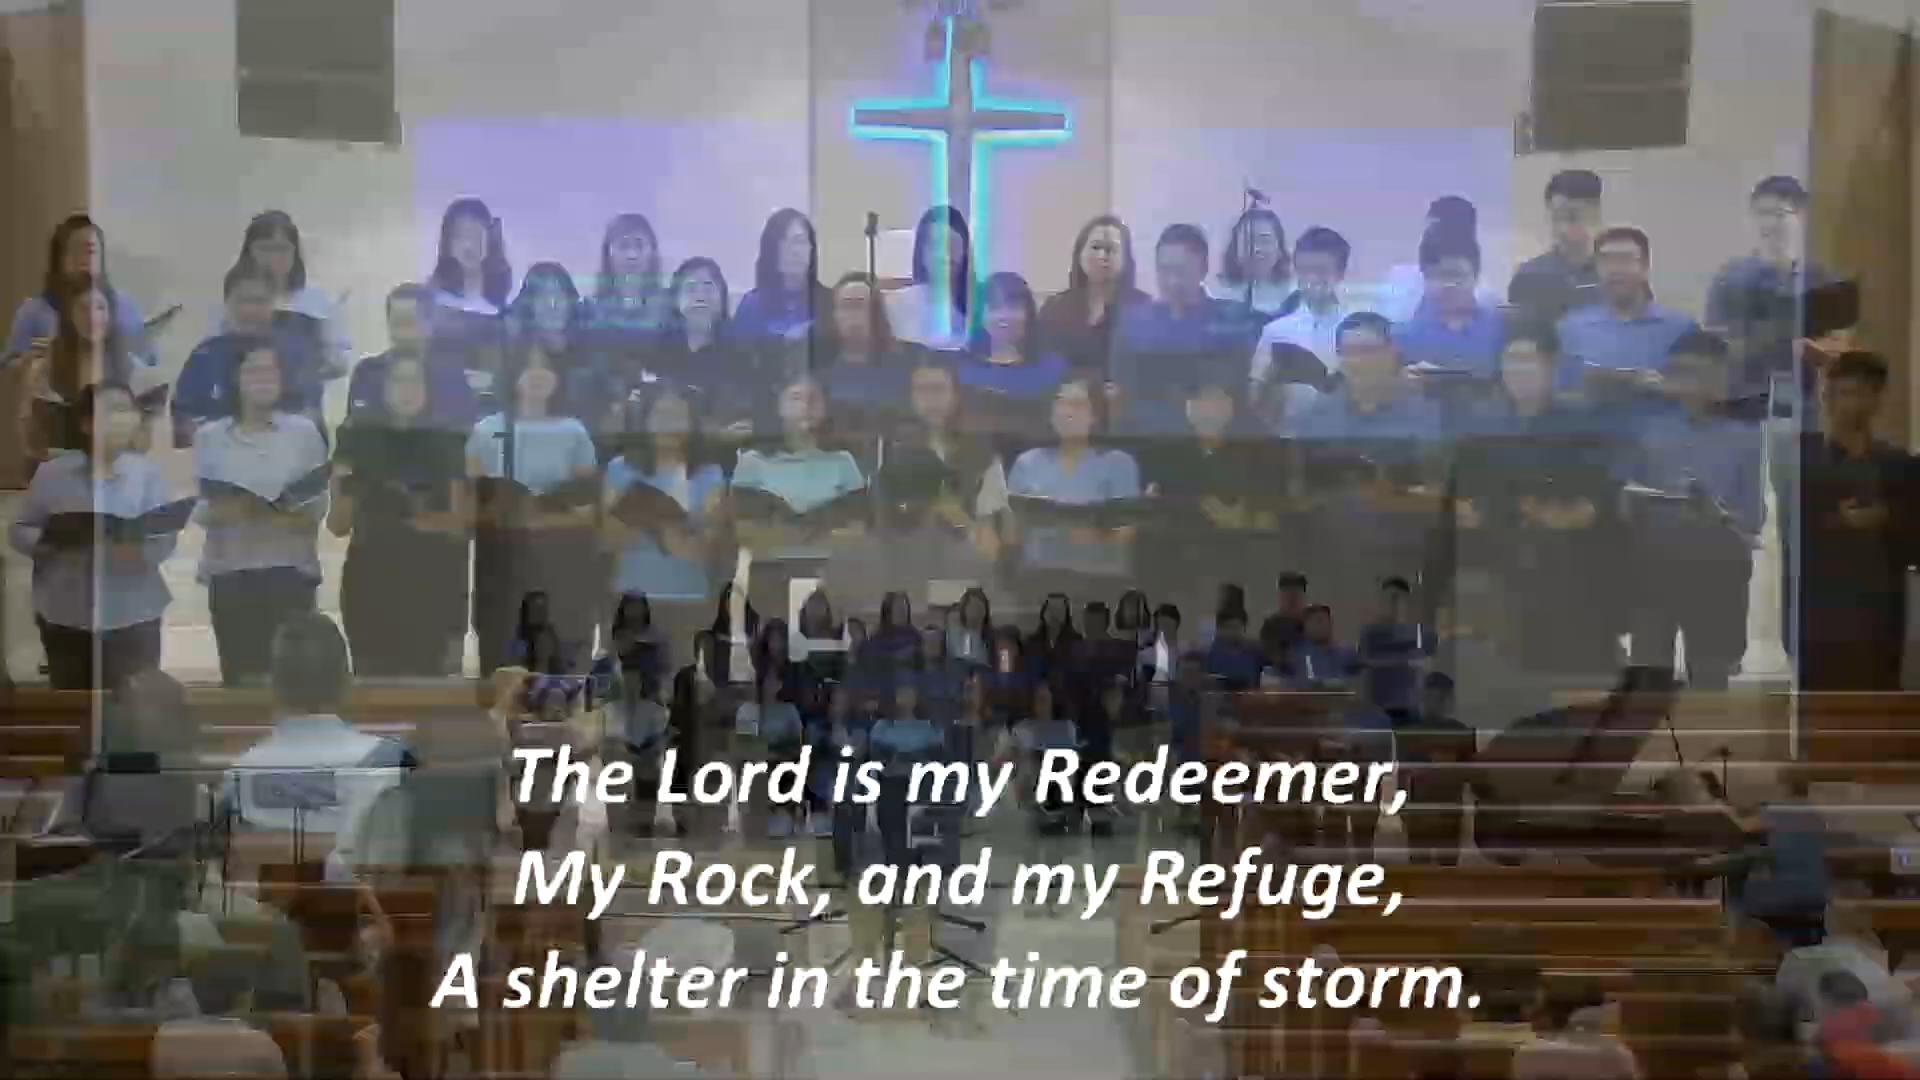 The Lord is my Redeemer,
My Rock, and my Refuge,
A shelter in the time of storm.